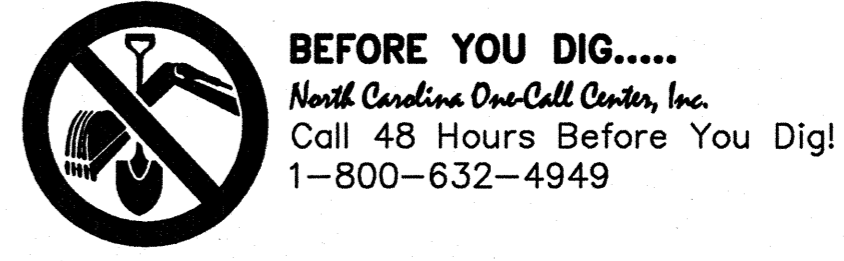 BEFORE YOU DIG.....
North Carolina One-Call Center, Inc.
Call 48 Hours Before You Dig!
1-800-632-4949